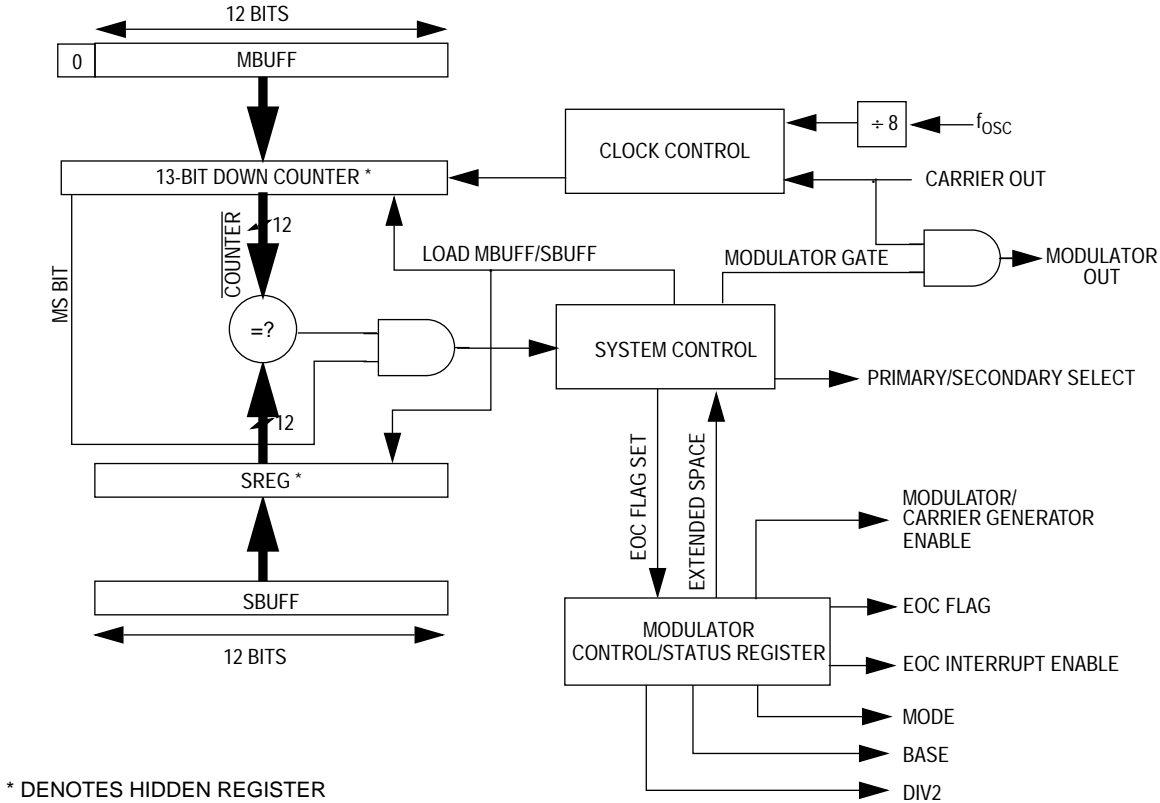 12 BITS
0
MBUFF
÷ 8
fOSC
CLOCK CONTROL
13-BIT DOWN COUNTER *
CARRIER OUT
12
COUNTER
LOAD MBUFF/SBUFF
MODULATOR GATE
MODULATOR
OUT
MS BIT
=?
SYSTEM CONTROL
PRIMARY/SECONDARY SELECT
12
SREG *
EOC FLAG SET
EXTENDED SPACE
MODULATOR/
CARRIER GENERATOR
ENABLE
SBUFF
12 BITS
MODULATOR
CONTROL/STATUS REGISTER
EOC FLAG
EOC INTERRUPT ENABLE
MODE
BASE
DIV2
* DENOTES HIDDEN REGISTER